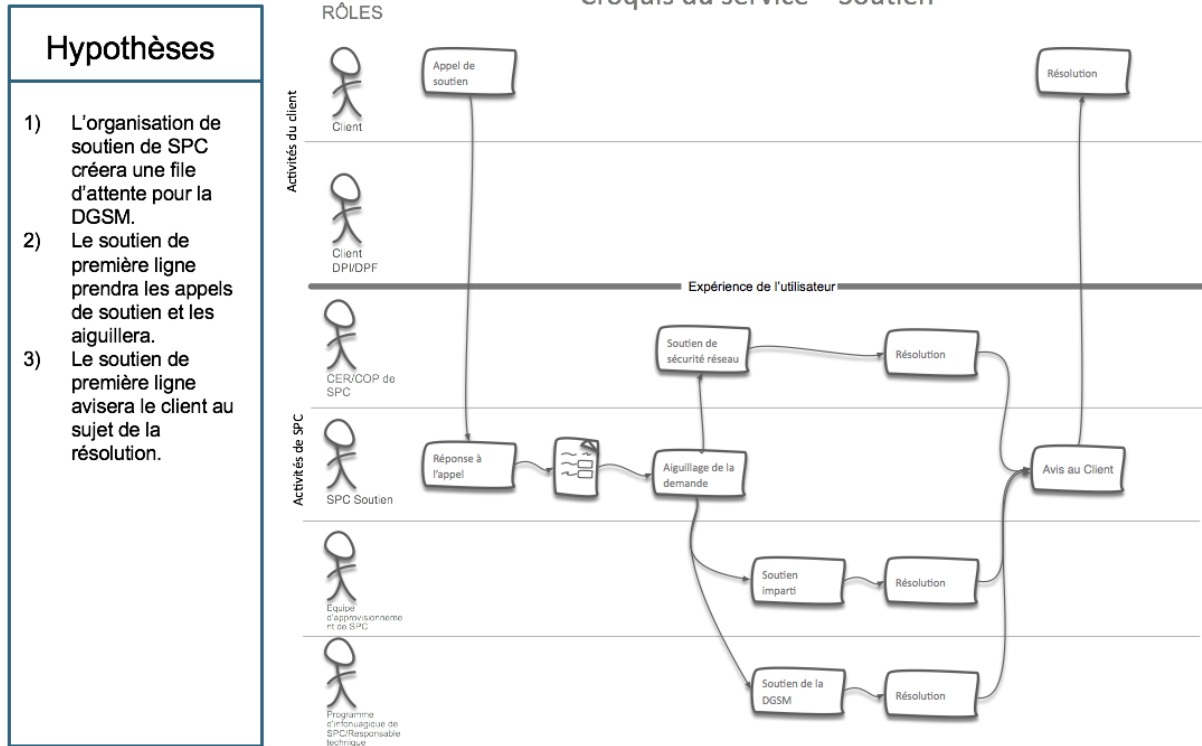 Croquis du service – Soutien
RÔLES
Hypothèses
1) L'organisation de
soutien de SPC
créera une file
d'attente pour la
DGSM.
2) Le soutien de
première ligne
prendra les appels
de soutien et les
aiguillera.
3) Le soutien de
première ligne
avisera le client au
sujet de la
résolution.
Activités du client
Client
Appel de
soutien
Résolution
Client
DPI/DPF
Expérience de l'utilisateur
Activités de SPC
CER/COP de
SPC
Soutien de
sécurité réseau
Résolution
SPC Soutien
Réponse à
l'appel
Aiguillage de la
demande
Avis au Client
Équipe
d'approvisionneme
nt de SPC
Soutien
imparti
Résolution
Programme
d'infonuagique de
SPC/Responsable
technique
Soutien de la
DGSM
Résolution